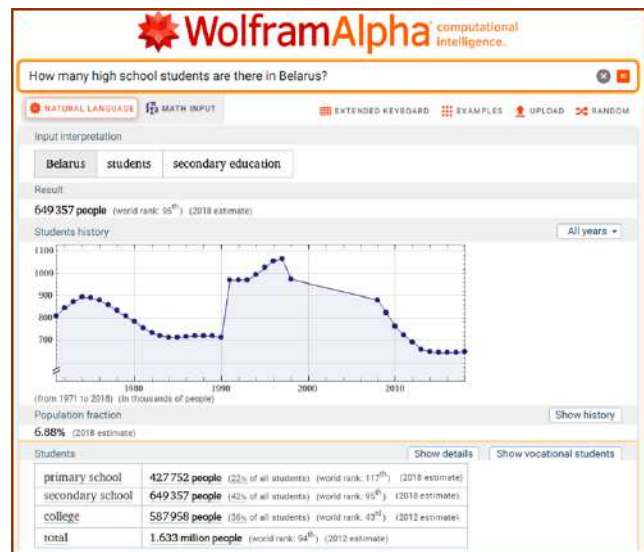 WolframAlpha computational intelligence.
How many high school students are there in Belarus?
NATURAL LANGUAGE MATH INPUT EXTENDED KEYBOARD EXAMPLES UPLOAD RANDOM
Input interpretation
Belarus students secondary education
Result
649357 people (world rank: 95th) (2018 estimate)
Students history All years
1100
1000
900
800
700
1980 1990 2000 2010
(from 1971 to 2018) (in thousands of people)
Population fraction Show history
6.88% (2018 estimate)
Students Show details Show vocational students
primary school 427752 people (22% of all students) (world rank: 117th) (2018 estimate)
secondary school 649357 people (42% of all students) (world rank: 95th) (2018 estimate)
college 587958 people (36% of all students) (world rank: 43rd) (2012 estimate)
total 1.633 million people (world rank: 94th) (2012 estimate)